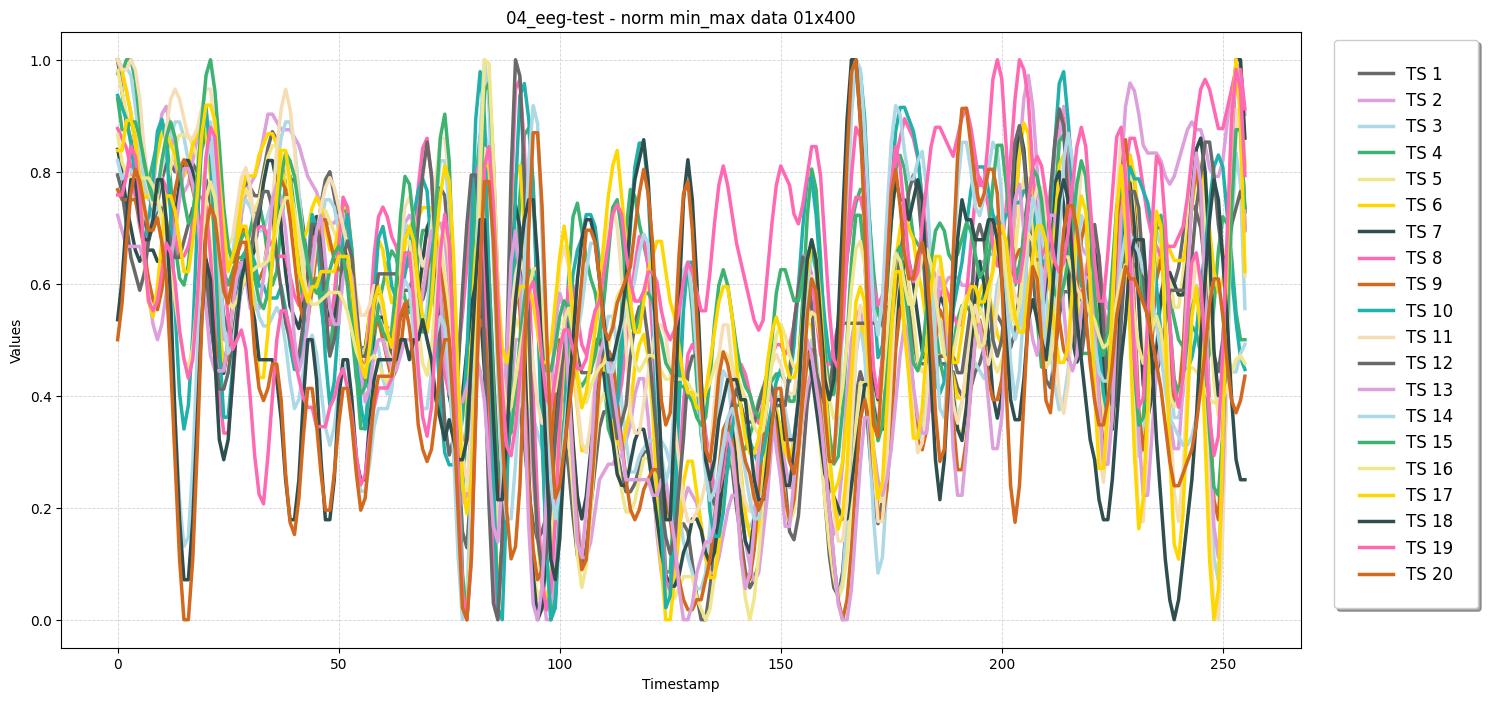 04_eeg-test - norm min_max data 01x400
1.0
0.8
0.6
0.4
0.2
0.0
Values
0
50
100
150
200
250
Timestamp
TS 1
TS 2
TS 3
TS 4
TS 5
TS 6
TS 7
TS 8
TS 9
TS 10
TS 11
TS 12
TS 13
TS 14
TS 15
TS 16
TS 17
TS 18
TS 19
TS 20